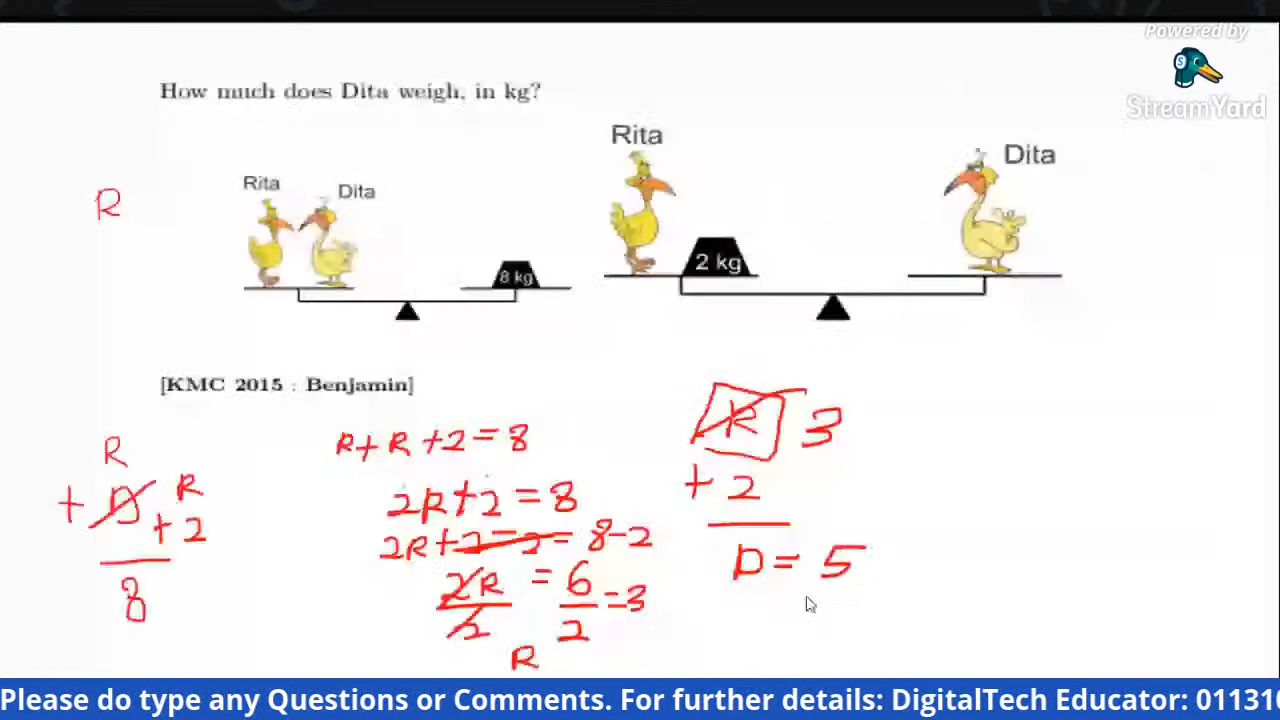 Powered by
StreamYard
How much does Dita weigh, in kg?
Rita
Dita
8 kg
Rita
2 kg
Dita
R
[KMC 2015 : Benjamin]
R
+ D R
+ 2
8
R + R + 2 = 8
2R + 2 = 8
2R + 2 - 2 = 8 - 2
2R = 6
2 2 = 3
R
R 3
+ 2
D = 5
Please do type any Questions or Comments. For further details: DigitalTech Educator: 01131